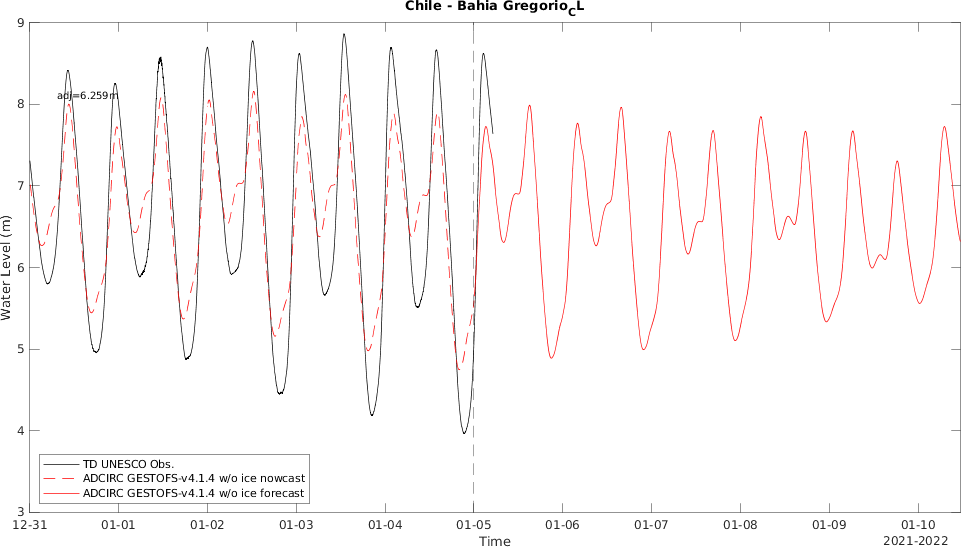 Chile - Bahia Gregorio_CL
9
8
7
6
5
4
3
Water Level (m)
adj=6.259m
TD UNESCO Obs.
ADCIRC GESTOFS-v4.1.4 w/o ice nowcast
ADCIRC GESTOFS-v4.1.4 w/o ice forecast
12-31 01-01 01-02 01-03 01-04 01-05 01-06 01-07 01-08 01-09 01-10
Time
2021-2022